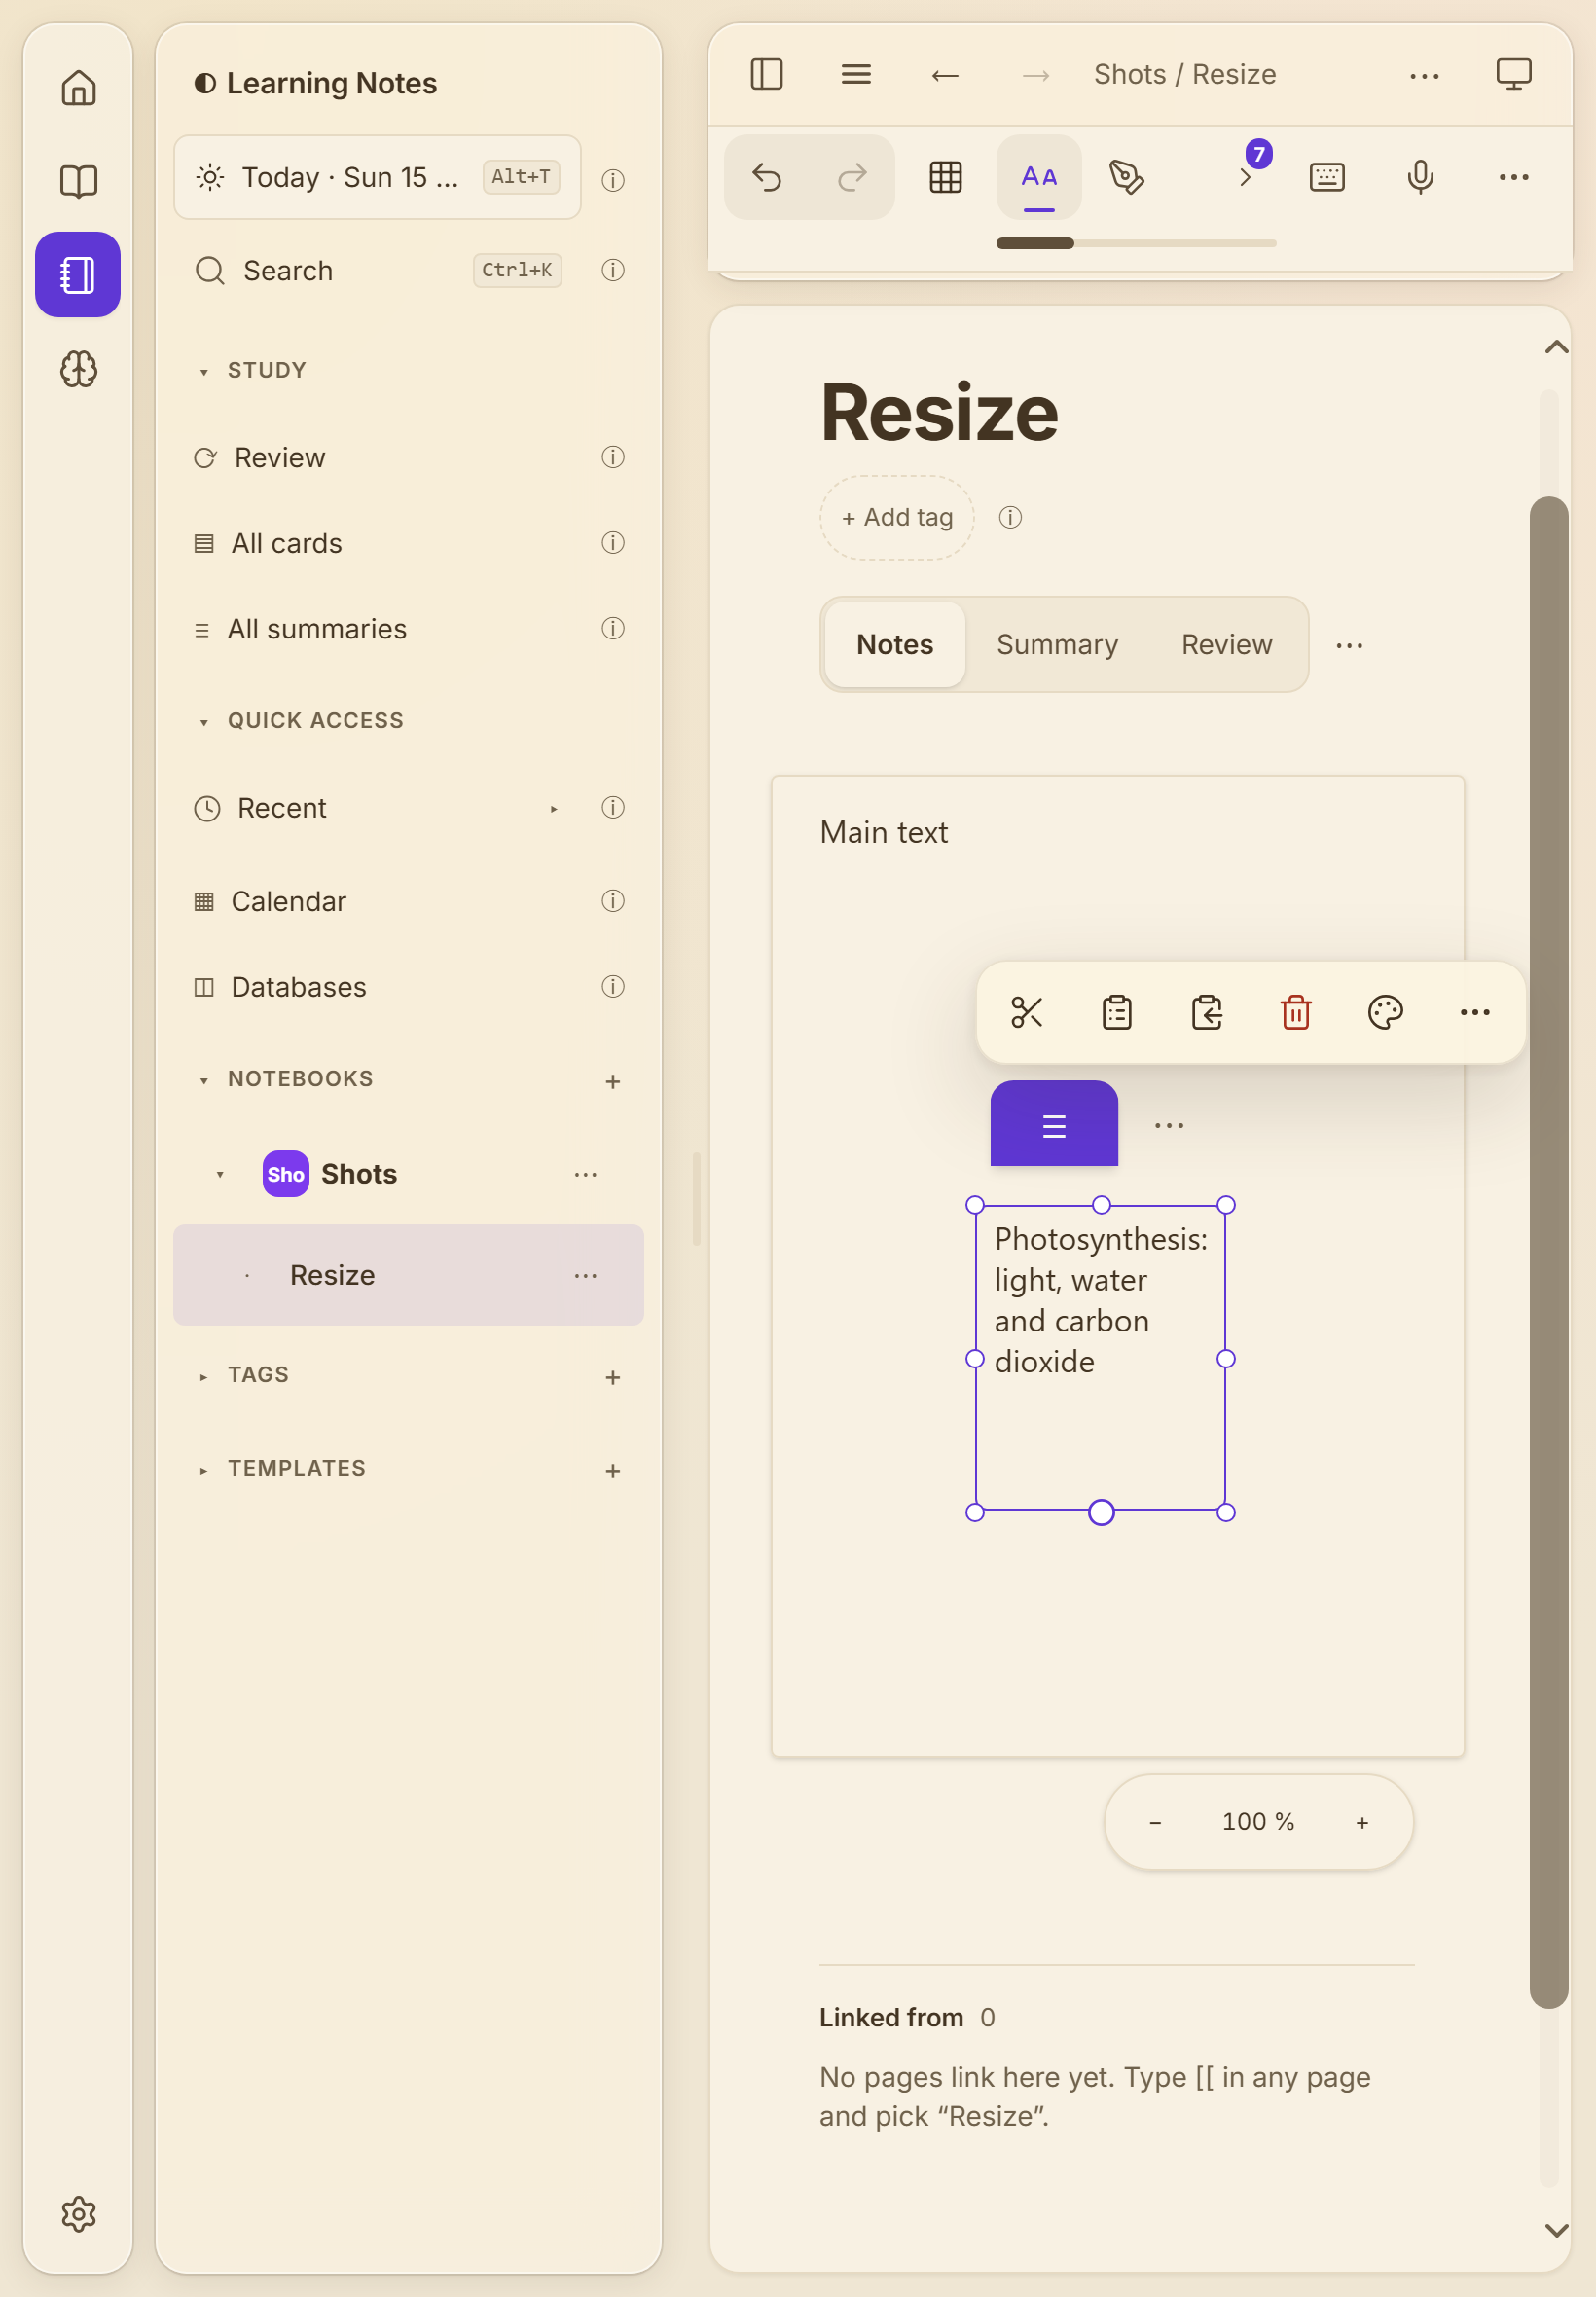 Learning Notes
Today · Sun 15 ... Alt+T
Search Ctrl+K
STUDY
Review
All cards
All summaries
QUICK ACCESS
Recent
Calendar
Databases
NOTEBOOKS
Sho Shots
Resize
TAGS
TEMPLATES
Shots / Resize
AA
7
Resize
+ Add tag
Notes Summary Review
Main text
Photosynthesis:
light, water
and carbon
dioxide
− 100 % +
Linked from 0
No pages link here yet. Type [[ in any page
and pick “Resize”.